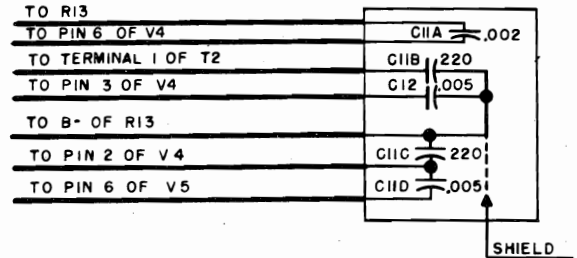 TO R13
TO PIN 6 OF V4 C11A .002
TO TERMINAL 1 OF T2 C11B 220
TO PIN 3 OF V4 C12 .005
TO B- OF R13
TO PIN 2 OF V4 C11C 220
TO PIN 6 OF V5 C11D .005
SHIELD